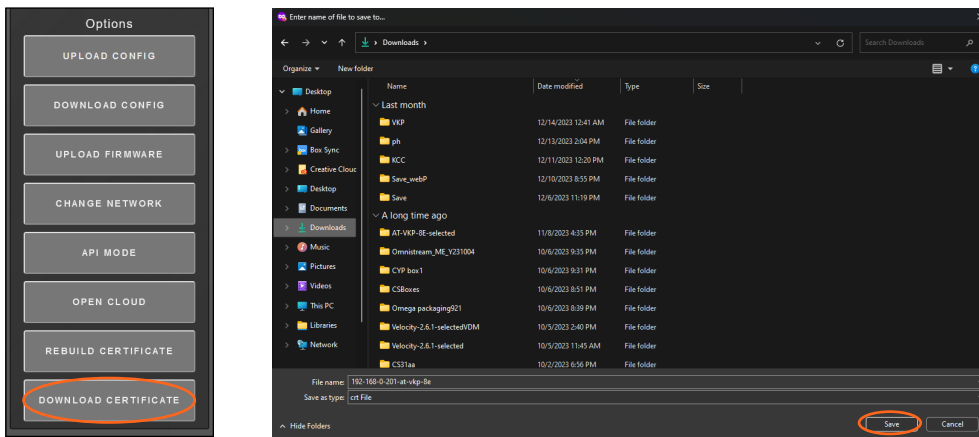 Options
UPLOAD CONFIG
DOWNLOAD CONFIG
UPLOAD FIRMWARE
CHANGE NETWORK
API MODE
OPEN CLOUD
REBUILD CERTIFICATE
DOWNLOAD CERTIFICATE
Enter name of file to save to...
Downloads
Search Downloads
Organize
New folder
Desktop
Home
Gallery
Box Sync
Creative Clouc
Desktop
Documents
Downloads
Music
Pictures
Videos
This PC
Libraries
Network
Name Date modified Type Size
Last month
VKP 12/14/2023 12:41 AM File folder
ph 12/13/2023 2:04 PM File folder
KCC 12/11/2023 12:20 PM File folder
Save_webP 12/10/2023 8:55 PM File folder
Save 12/6/2023 11:19 PM File folder
A long time ago
AT-VKP-8E-selected 11/8/2023 4:35 PM File folder
Omnistream_ME_Y231004 10/6/2023 9:35 PM File folder
CYP box1 10/6/2023 9:31 PM File folder
CSBoxes 10/6/2023 8:51 PM File folder
Omega packaging921 10/6/2023 8:39 PM File folder
Velocity-2.6.1-selectedVDM 10/5/2023 2:40 PM File folder
Velocity-2.6.1-selected 10/5/2023 11:45 AM File folder
CS31aa 10/2/2023 6:56 PM File folder
File name: 192-168-0-201-at-vkp-8e
Save as type: crt File
Hide Folders
Save
Cancel